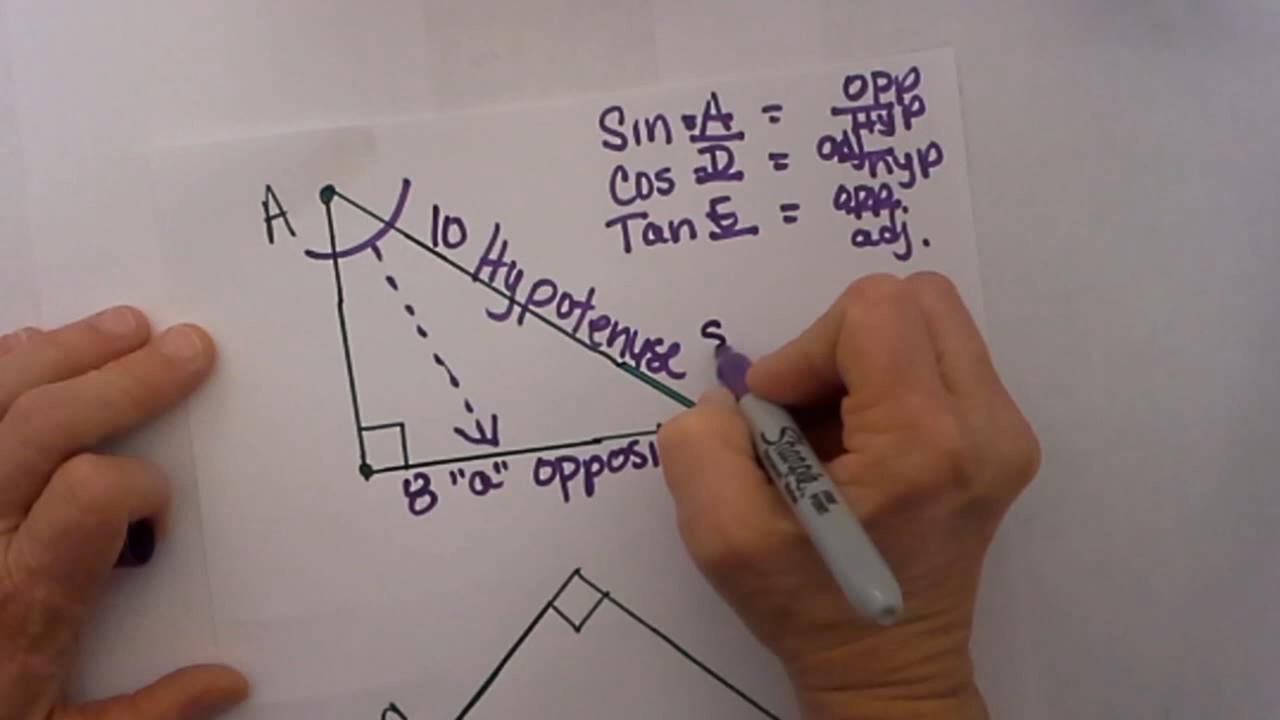 Sin A = opp
Hyp
Cos D = adj
hyp
Tan E = opp.
adj.
A
10 Hypotenuse S
8 "a" opposi
Sharpie